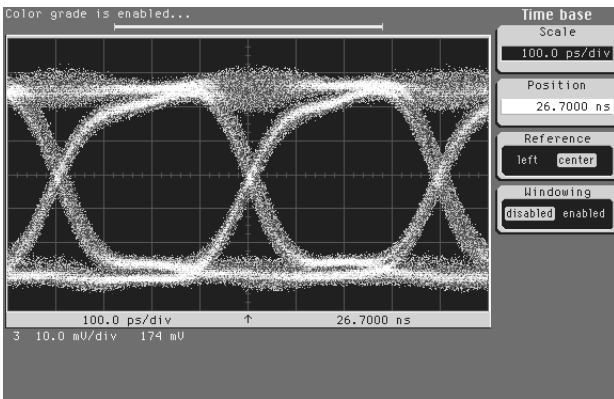 Color grade is enabled...
Time base
Scale
100.0 ps/div
Position
26.7000 ns
Reference
left center
Windowing
disabled enabled
100.0 ps/div ↑ 26.7000 ns
3 10.0 mV/div 174 mV